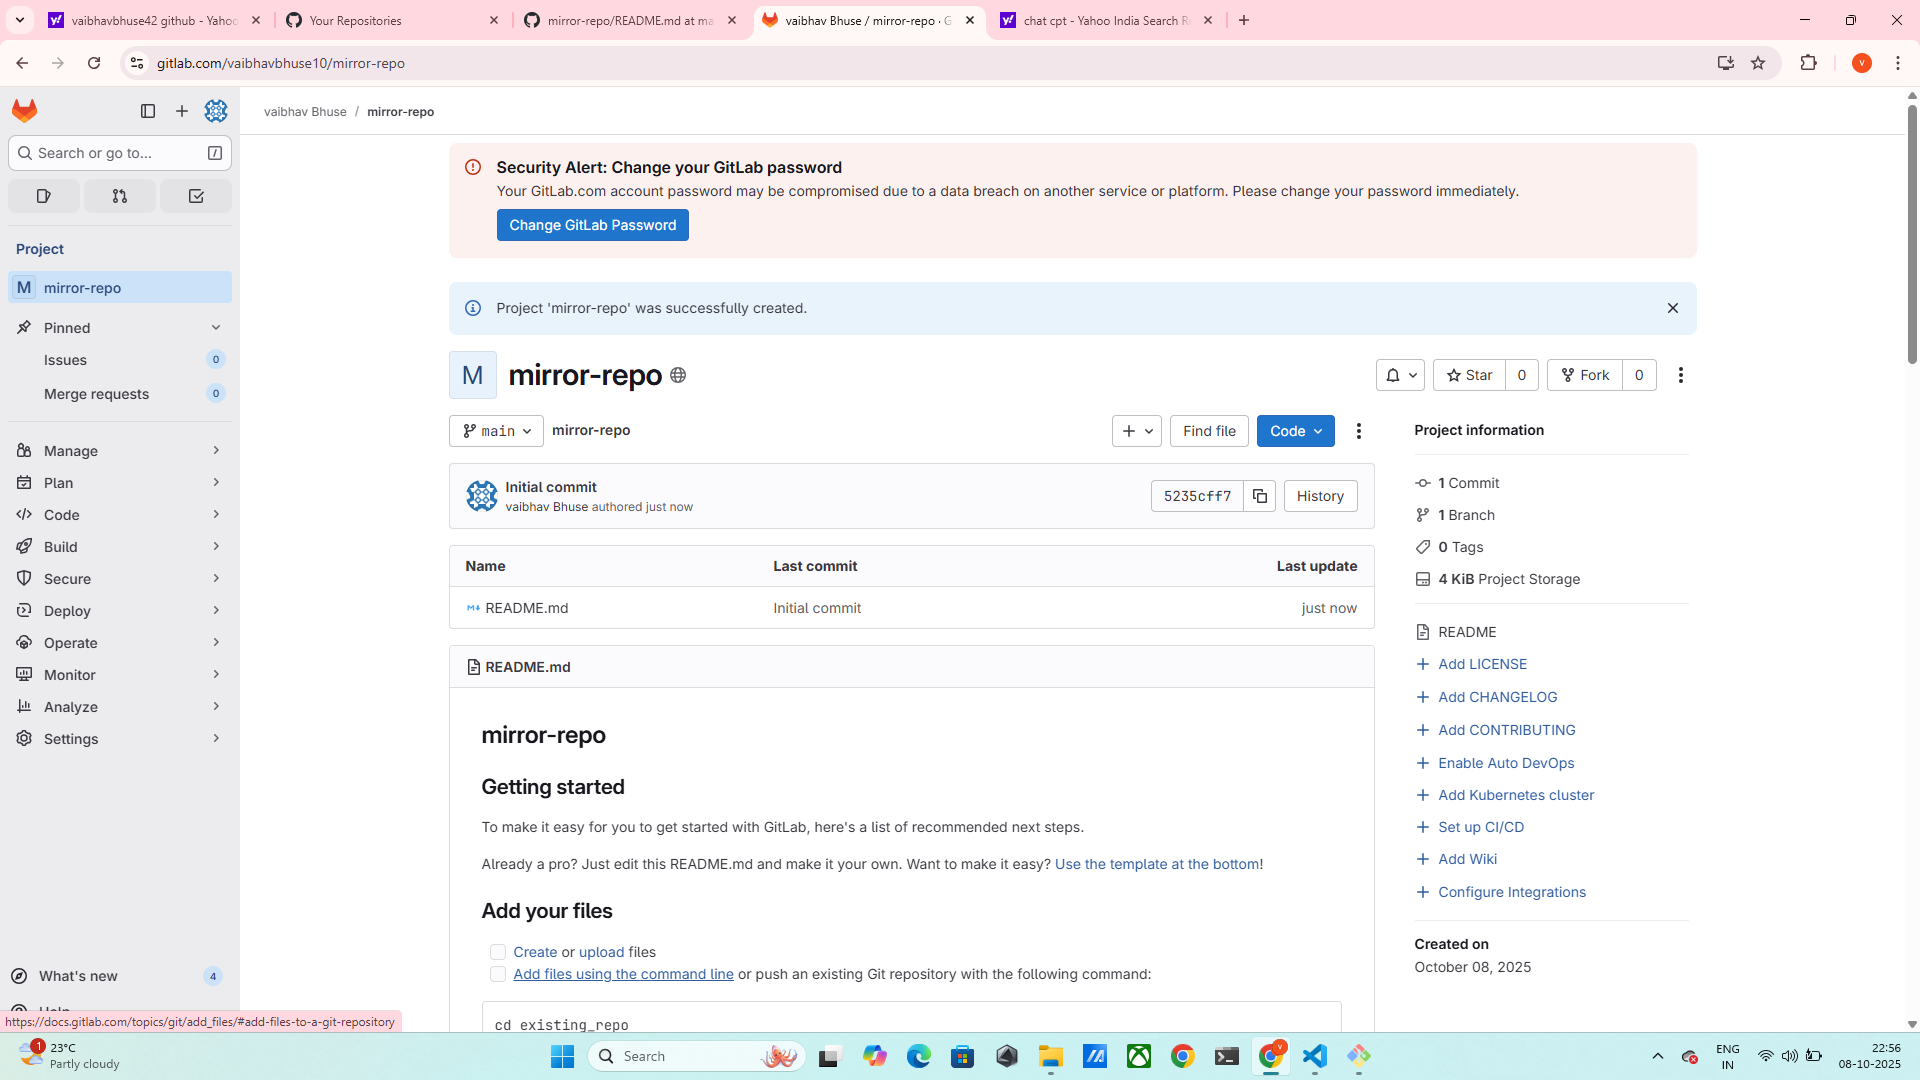 vaibhavbhuse42 github - Yahoo
Your Repositories
mirror-repo/README.md at ma
vaibhav Bhuse / mirror-repo · G
chat cpt - Yahoo India Search R
gitlab.com/vaibhavbhuse10/mirror-repo
V
vaibhav Bhuse / mirror-repo
Search or go to...
/
Project
M mirror-repo
Pinned
Issues 0
Merge requests 0
Manage
Plan
Code
Build
Secure
Deploy
Operate
Monitor
Analyze
Settings
What's new 4
Security Alert: Change your GitLab password
Your GitLab.com account password may be compromised due to a data breach on another service or platform. Please change your password immediately.
Change GitLab Password
Project 'mirror-repo' was successfully created.
M mirror-repo
Star 0 Fork 0
main mirror-repo
Find file Code
Initial commit
vaibhav Bhuse authored just now
5235cff7 History
Name Last commit Last update
README.md Initial commit just now
README.md
mirror-repo
Getting started
To make it easy for you to get started with GitLab, here's a list of recommended next steps.
Already a pro? Just edit this README.md and make it your own. Want to make it easy? Use the template at the bottom!
Add your files
Create or upload files
Add files using the command line or push an existing Git repository with the following command:
cd existing_repo
Project information
1 Commit
1 Branch
0 Tags
4 KiB Project Storage
README
Add LICENSE
Add CHANGELOG
Add CONTRIBUTING
Enable Auto DevOps
Add Kubernetes cluster
Set up CI/CD
Add Wiki
Configure Integrations
Created on
October 08, 2025
https://docs.gitlab.com/topics/git/add_files/#add-files-to-a-git-repository
1
23°C
Partly cloudy
Search
ENG
IN
22:56
08-10-2025